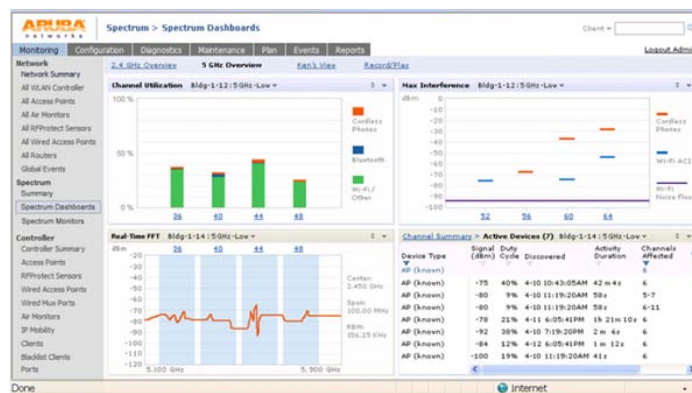 ARUBA
networks
Spectrum > Spectrum Dashboards
Client
Monitoring Configuration Diagnostics Maintenance Plan Events Reports
Logout Admin
Network
Network Summary
All WLAN Controller
All Access Points
All Air Monitors
All RFProtect Sensors
All Wired Access Points
All Routers
Global Events
Spectrum
Summary
Spectrum Dashboards
Spectrum Monitors
Controller
Controller Summary
Access Points
RFProtect Sensors
Wired Access Points
Wired Mux Ports
Air Monitors
IP Mobility
Clients
Blacklist Clients
Ports
2.4 GHz Overview 5 GHz Overview Ken's View Record/Play
Channel Utilization Bldg-1-12:5GHz-Low
100 %
50 %
0 %
36 40 44 48
Cordless Phones
Bluetooth
Wi-Fi / Other
Max Interference Bldg-1-12:5GHz-Low
dBm
0
-10
-20
-30
-40
-50
-60
-70
-80
-90
-100
52 56 60 64
Cordless Phones
Wi-Fi ACI
Noise Floor
Real-Time FFT Bldg-1-14:5GHz-Low
dBm 36 40 44 48
-20
-30
-40
-50
-60
-70
-80
-90
-100
-110
-120
5.100 GHz 5.900 GHz
Center:
2.450 GHz
Span:
100.00 MHz
RBW:
156.25 KHz
Channel Summary > Active Devices (7) Bldg-1-14:5GHz-Low
Device Type Signal (dBm) Duty Cycle Discovered Activity Duration Channels Affected
AP (known) 6
AP (known) -75 40% 4-10 10:43:05AM 42 m 4s 6
AP (known) -80 9% 4-10 11:19:20AM 58s 5-7
AP (known) -80 9% 4-10 11:19:20AM 58s 6-11
AP (known) -78 21% 4-11 6:05:41PM 1h 21m 10s 6
AP (known) -92 38% 4-10 7:19:20PM 2 m 6s 6
AP (known) -84 12% 4-12 6:05:41PM 1 m 12s 6
AP (known) -100 19% 4-10 11:19:20AM 41s 6
Done
Internet